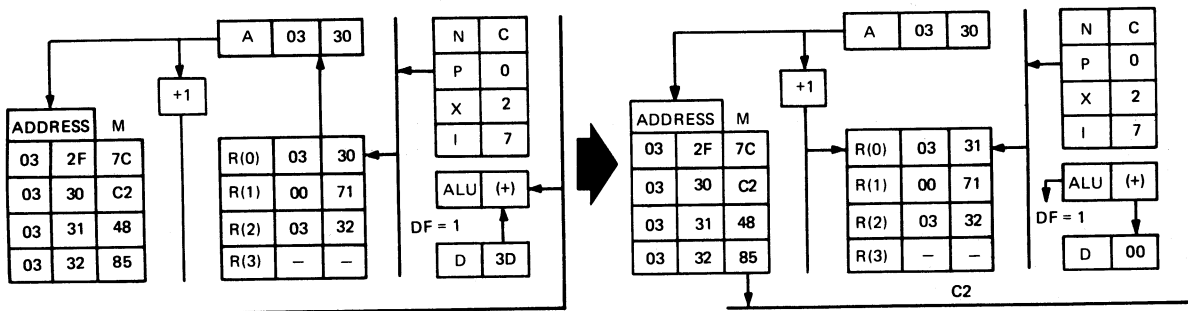 A 03 30
+1
ADDRESS M
03 2F 7C
03 30 C2
03 31 48
03 32 85
R(0) 03 30
R(1) 00 71
R(2) 03 32
R(3) – –
N C
P 0
X 2
I 7
ALU (+)
DF = 1
D 3D
A 03 30
+1
ADDRESS M
03 2F 7C
03 30 C2
03 31 48
03 32 85
R(0) 03 31
R(1) 00 71
R(2) 03 32
R(3) – –
N C
P 0
X 2
I 7
ALU (+)
DF = 1
D 00
C2